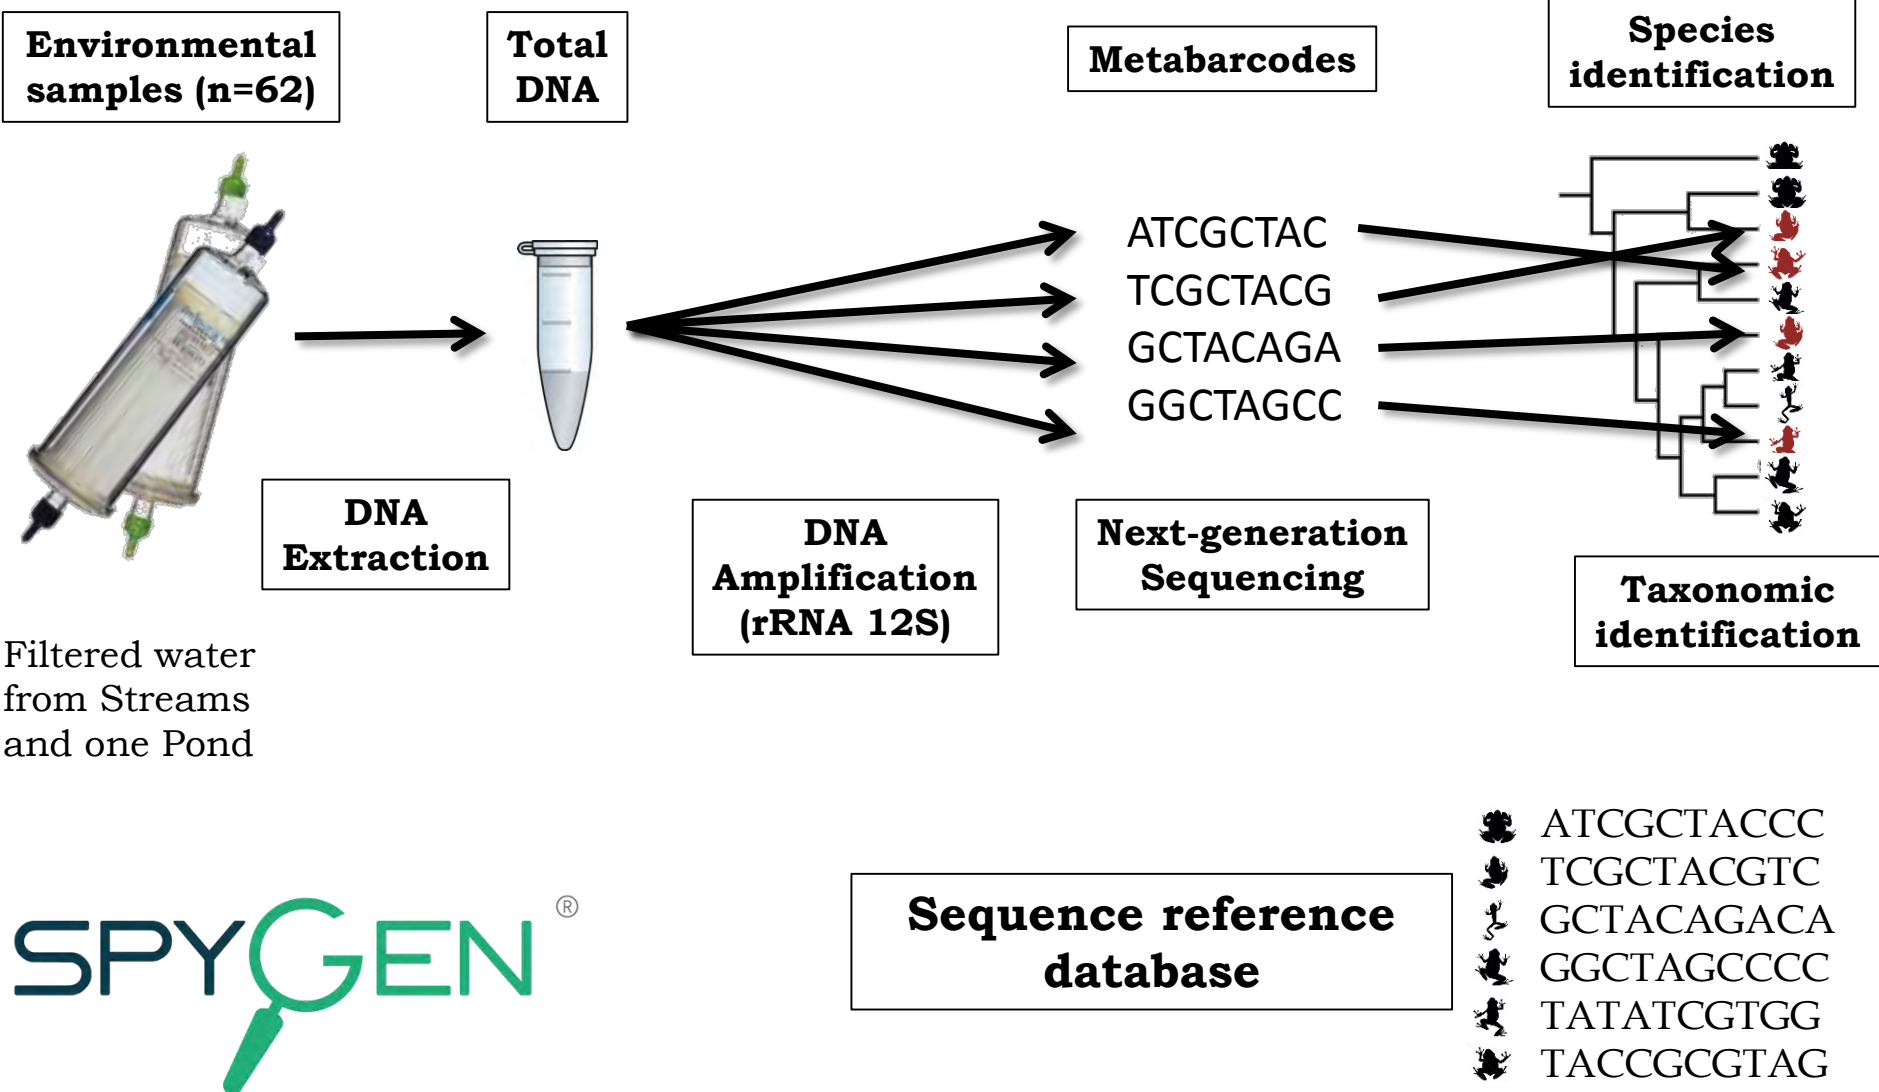 Environmental
samples (n=62)
Total
DNA
Metabarcodes
Species
identification
ATCGCTAC
TCGCTACG
GCTACAGA
GGCTAGCC
DNA
Extraction
DNA
Amplification
(rRNA 12S)
Next-generation
Sequencing
Taxonomic
identification
Filtered water
from Streams
and one Pond
SPYGEN®
Sequence reference
database
ATCGCTACCC
TCGCTACGTC
GCTACAGACA
GGCTAGCCCC
TATATCGTGG
TACCGCGTAG